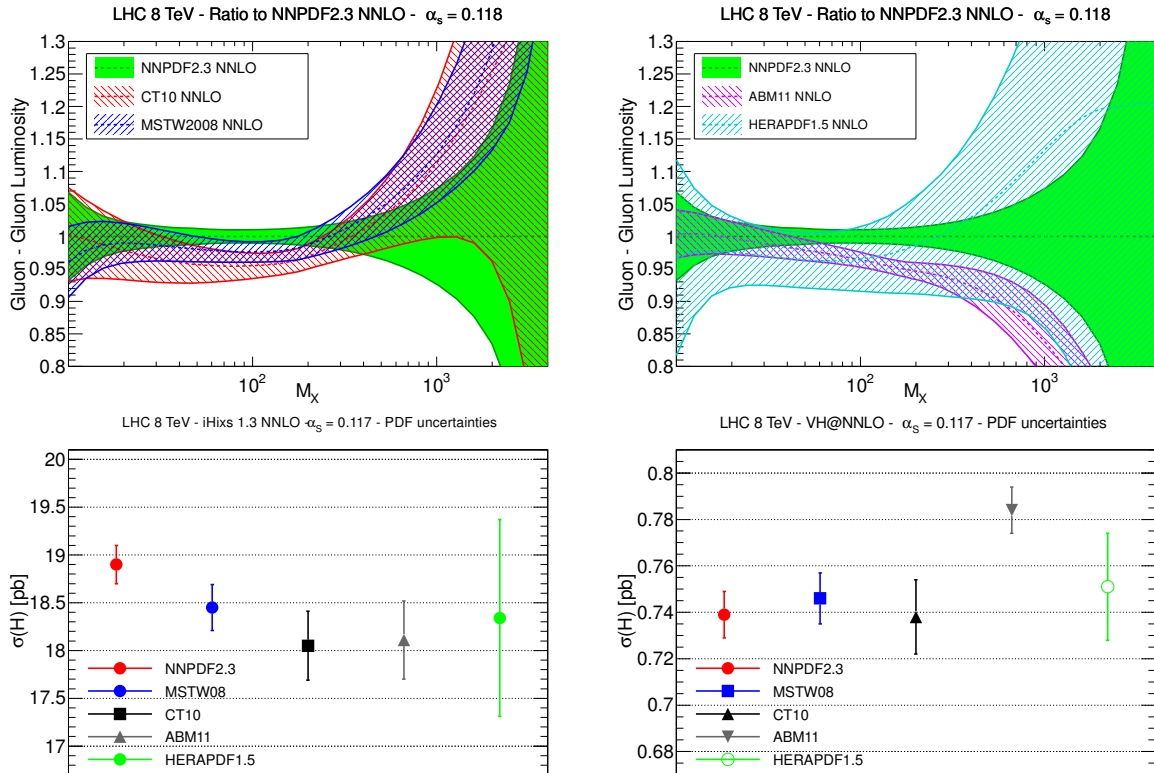 LHC 8 TeV - Ratio to NNPDF2.3 NNLO - αs = 0.118
Gluon - Gluon Luminosity
1.3
1.25
1.2
1.15
1.1
1.05
1
0.95
0.9
0.85
0.8
NNPDF2.3 NNLO
CT10 NNLO
MSTW2008 NNLO
10²
10³
M_X
LHC 8 TeV - Ratio to NNPDF2.3 NNLO - αs = 0.118
Gluon - Gluon Luminosity
1.3
1.25
1.2
1.15
1.1
1.05
1
0.95
0.9
0.85
0.8
NNPDF2.3 NNLO
ABM11 NNLO
HERAPDF1.5 NNLO
10²
10³
M_X
LHC 8 TeV - iHixs 1.3 NNLO -αS = 0.117 - PDF uncertainties
σ(H) [pb]
20
19.5
19
18.5
18
17.5
17
NNPDF2.3
MSTW08
CT10
ABM11
HERAPDF1.5
LHC 8 TeV - VH@NNLO - αs = 0.117 - PDF uncertainties
σ(H) [pb]
0.8
0.78
0.76
0.74
0.72
0.7
0.68
NNPDF2.3
MSTW08
CT10
ABM11
HERAPDF1.5